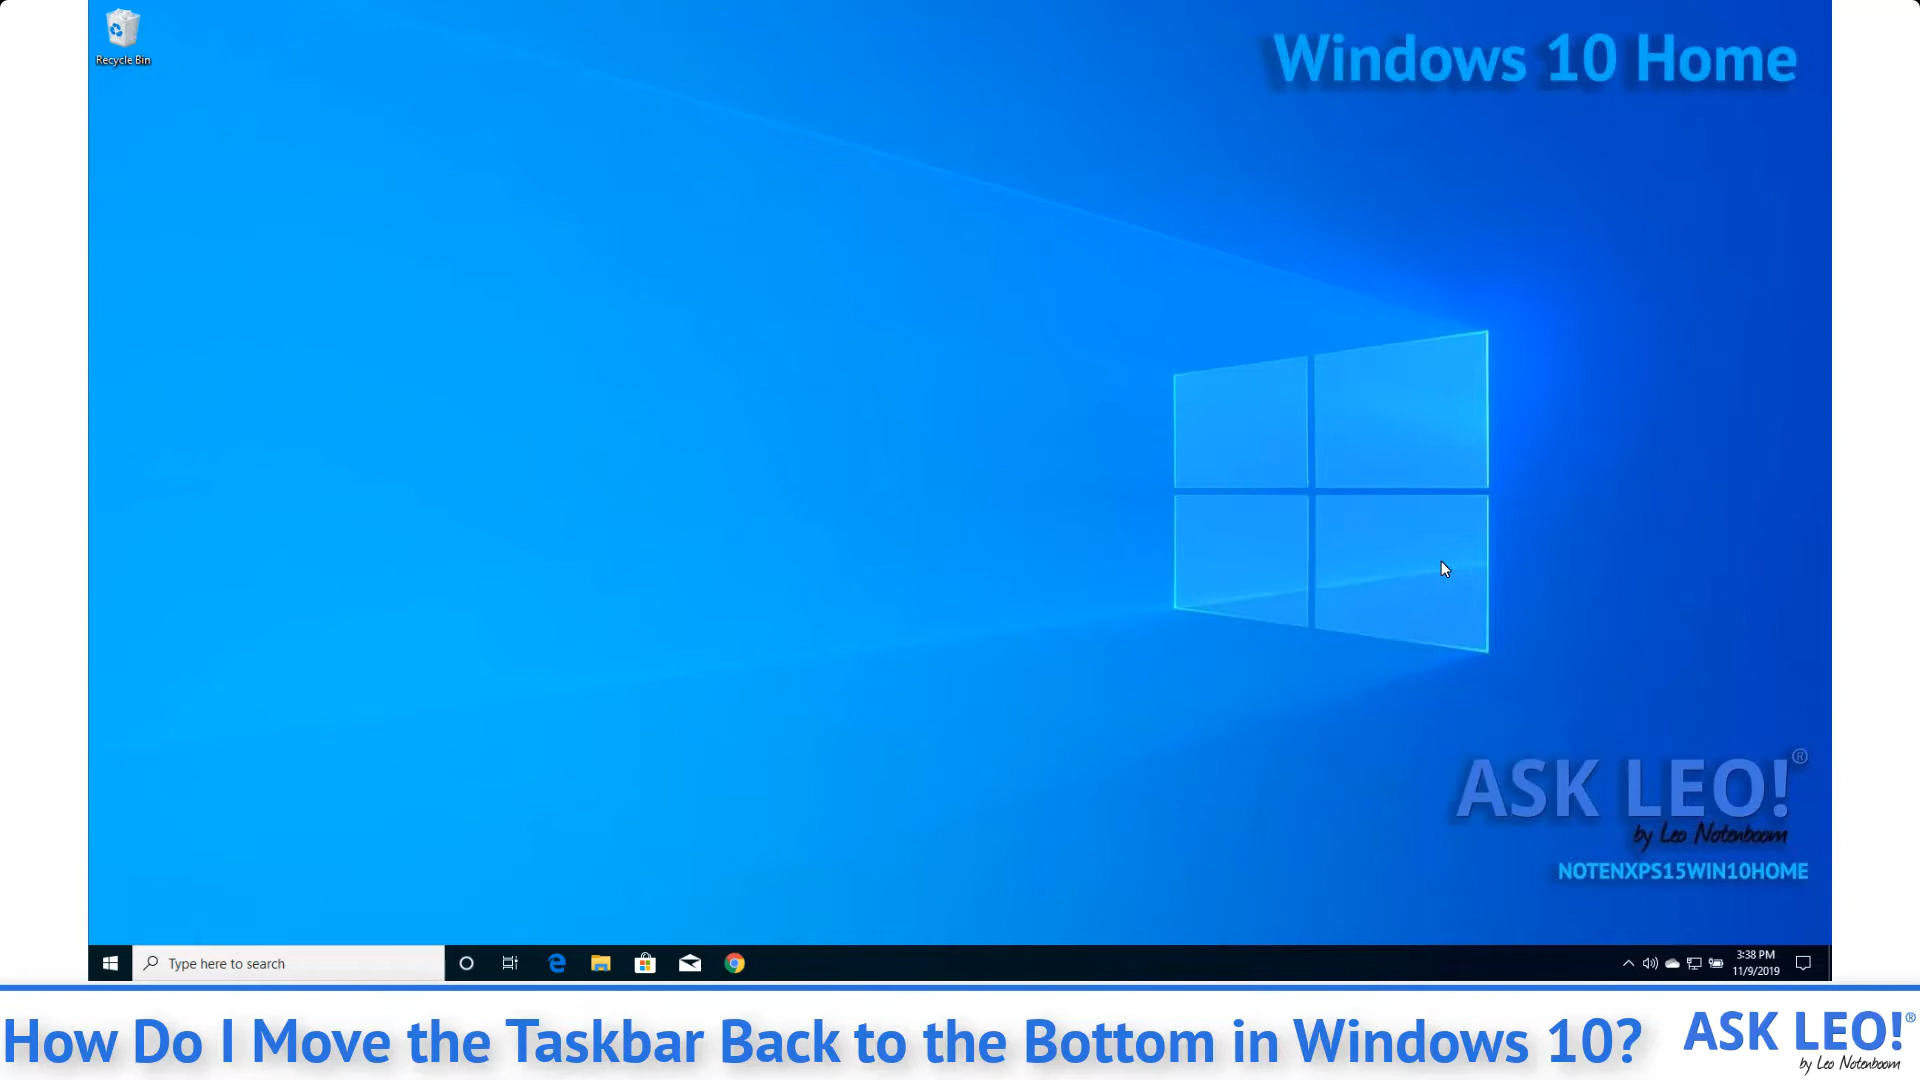 Recycle Bin
Windows 10 Home
ASK LEO!®
by Leo Notenboom
NOTENXPS15WIN10HOME
Type here to search
3:38 PM
11/9/2019
How Do I Move the Taskbar Back to the Bottom in Windows 10?
ASK LEO!®
by Leo Notenboom